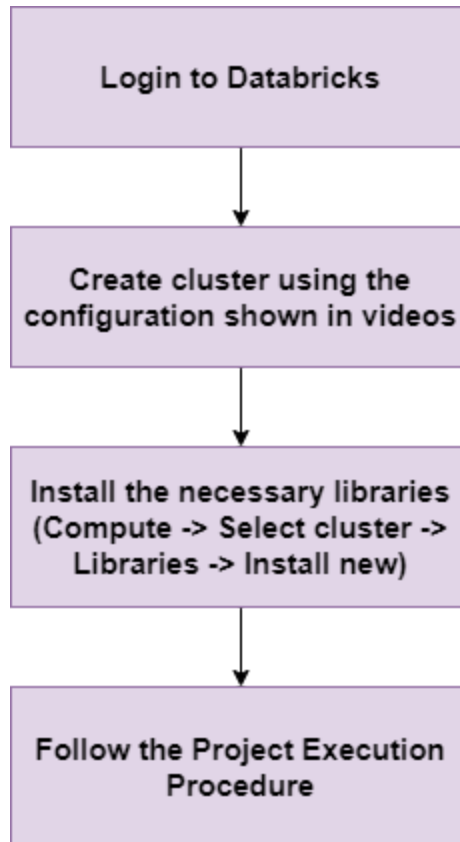 Login to Databricks
Create cluster using the
configuration shown in videos
Install the necessary libraries
(Compute -> Select cluster ->
Libraries -> Install new)
Follow the Project Execution
Procedure